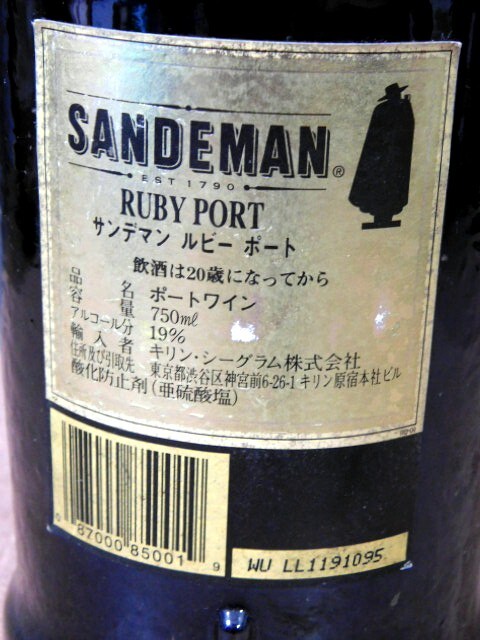 SANDEMAN®
EST 1790
RUBY PORT
サンデマン ルビー ポート
飲酒は20歳になってから
品名 ポートワイン
容量 750ml
アルコール分 19%
輸入者 キリン・シーグラム株式会社
住所及び引取先 東京都渋谷区神宮前6-26-1 キリン原宿本社ビル
酸化防止剤(亜硫酸塩)
0 87000 85001 9
WU LL1191095